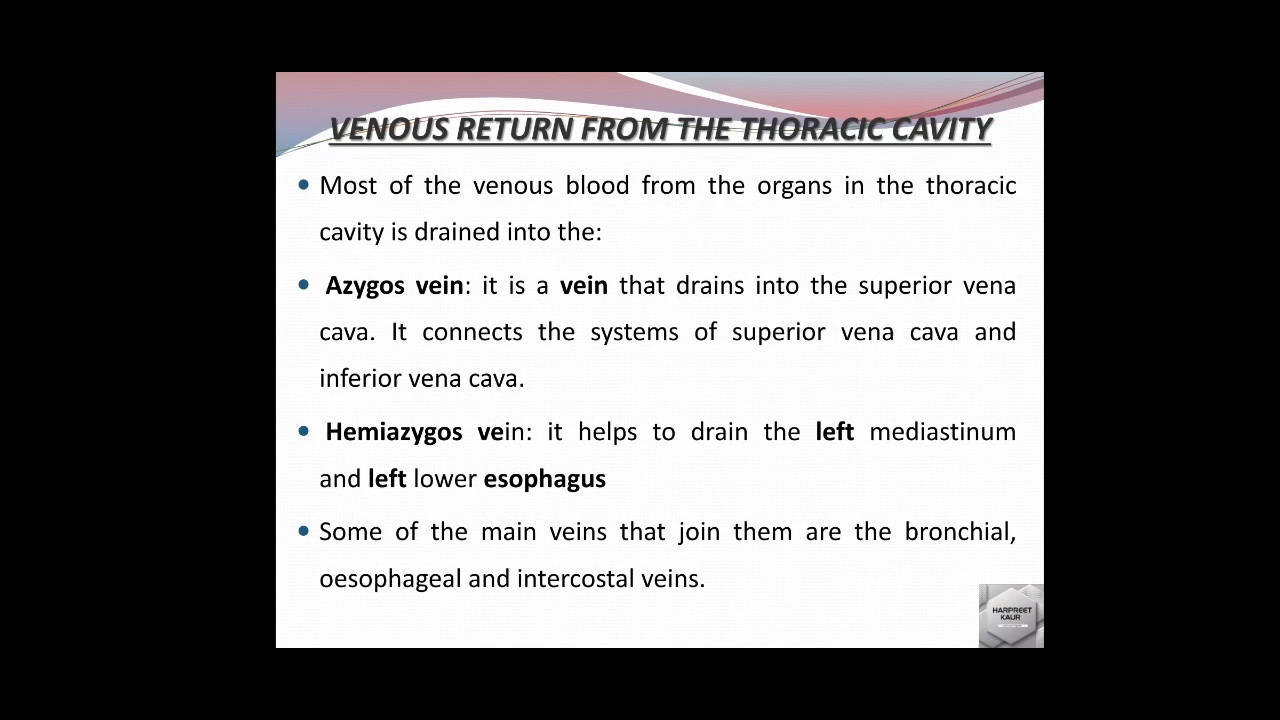 VENOUS RETURN FROM THE THORACIC CAVITY
• Most of the venous blood from the organs in the thoracic
cavity is drained into the:
• Azygos vein: it is a vein that drains into the superior vena
cava. It connects the systems of superior vena cava and
inferior vena cava.
• Hemiazygos vein: it helps to drain the left mediastinum
and left lower esophagus
• Some of the main veins that join them are the bronchial,
oesophageal and intercostal veins.
HARPREET
KAUR